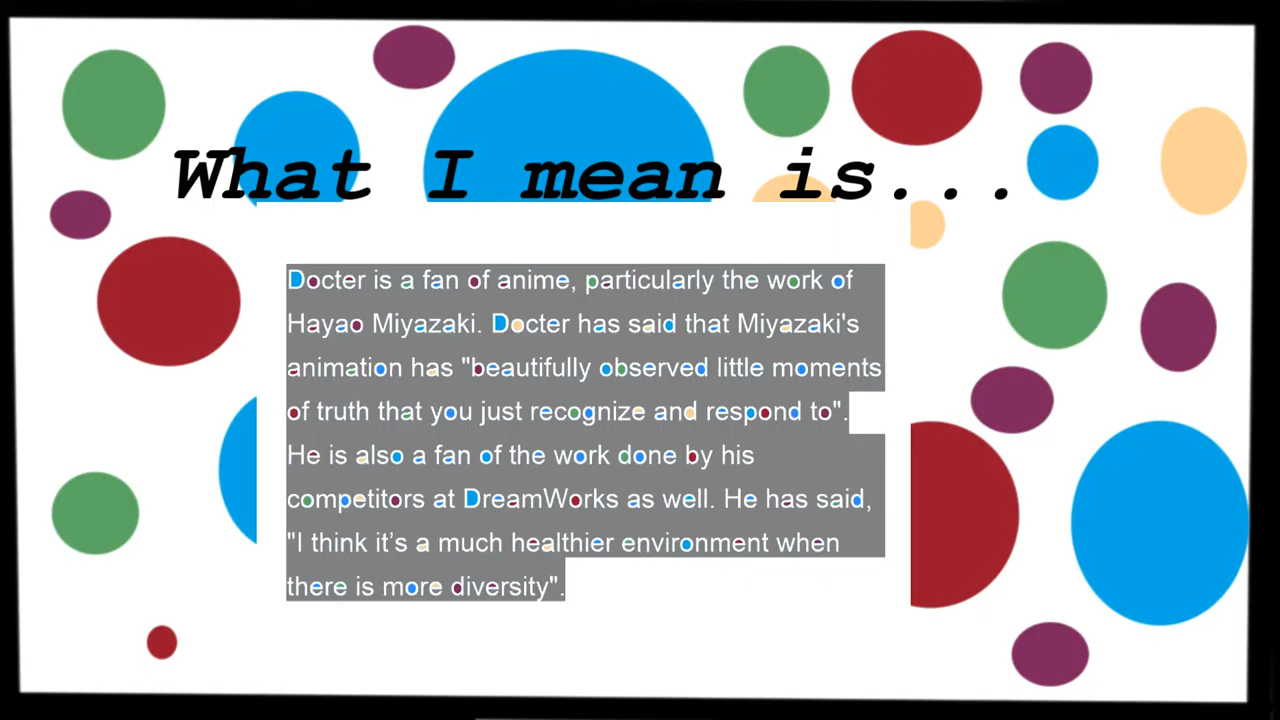 What I mean is...
Docter is a fan of anime, particularly the work of
Hayao Miyazaki. Docter has said that Miyazaki's
animation has "beautifully observed little moments
of truth that you just recognize and respond to".
He is also a fan of the work done by his
competitors at DreamWorks as well. He has said,
"I think it’s a much healthier environment when
there is more diversity".